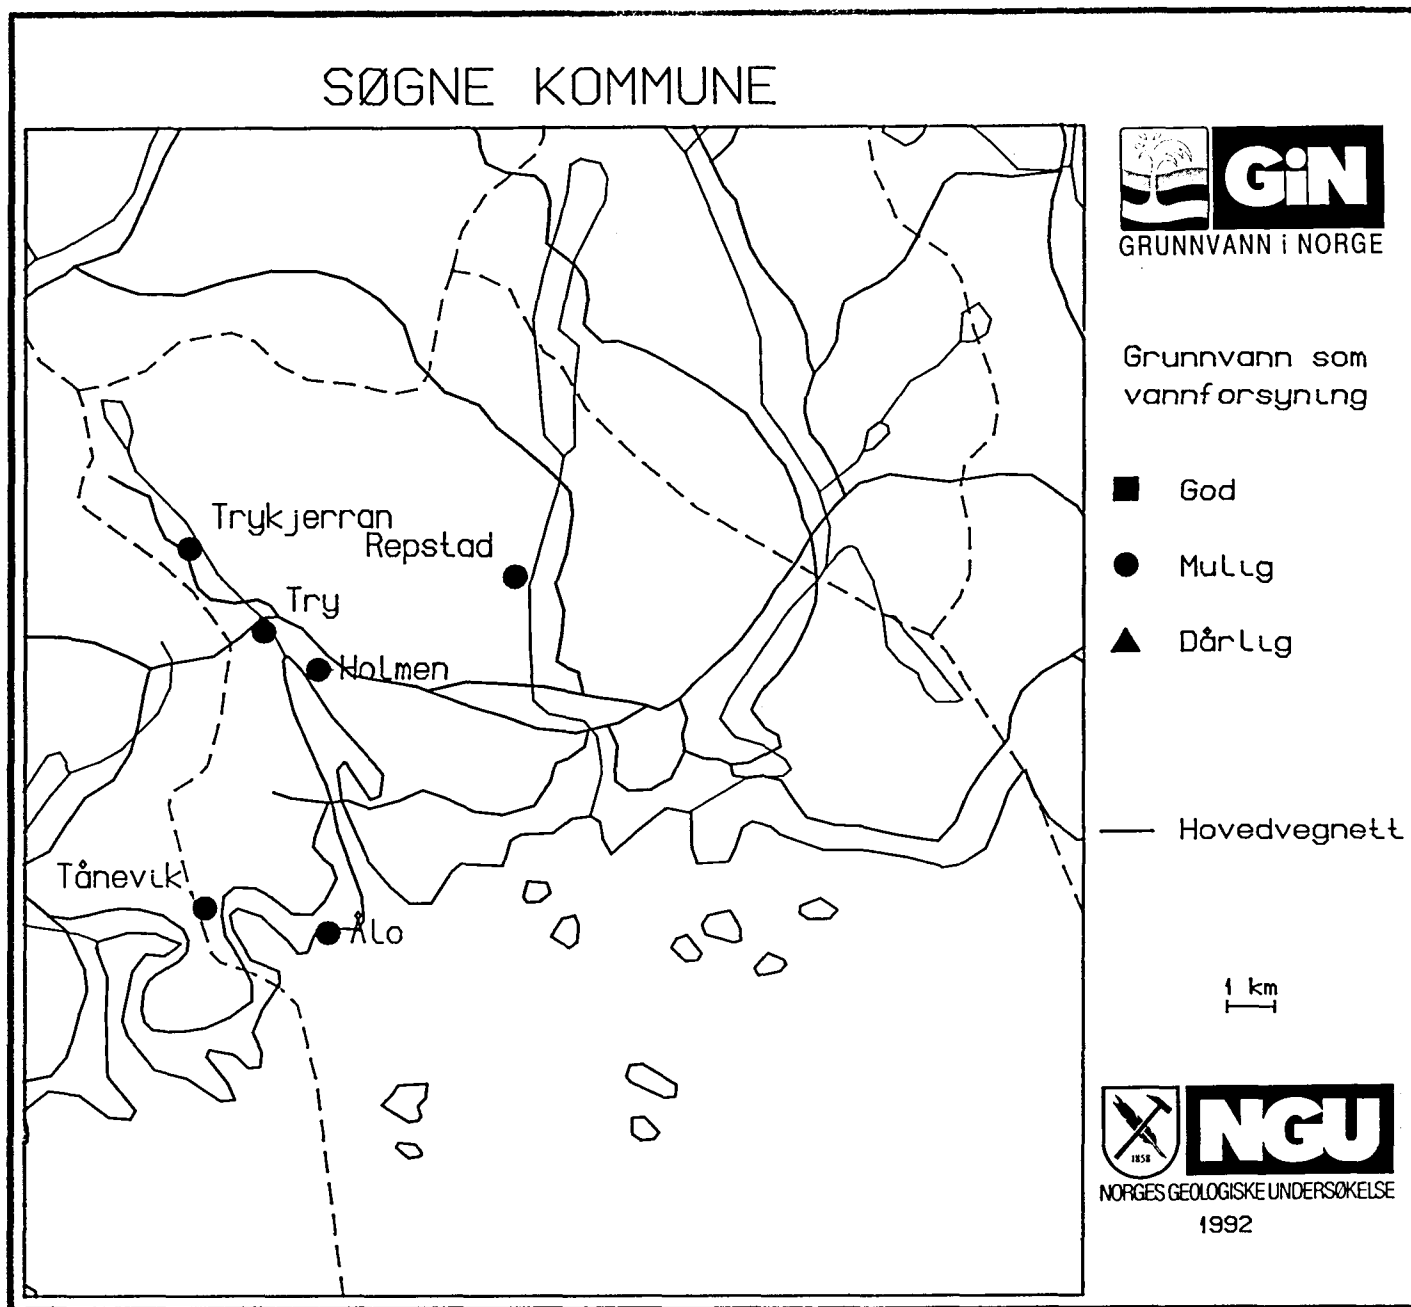 SØGNE KOMMUNE
GiN
GRUNNVANN i NORGE
Grunnvann som
vannforsyning
God
Mulig
Dårlig
Hovedvegnett
Trykjerran
Repstad
Try
Holmen
Tånevik
Ålo
1 km
1858
NGU
NORGES GEOLOGISKE UNDERSØKELSE
1992